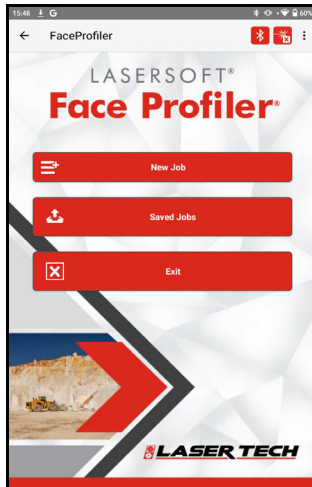 15:48 G 60%
FaceProfiler
LASERSOFT®
Face Profiler®
New Job
Saved Jobs
Exit
LASER TECH